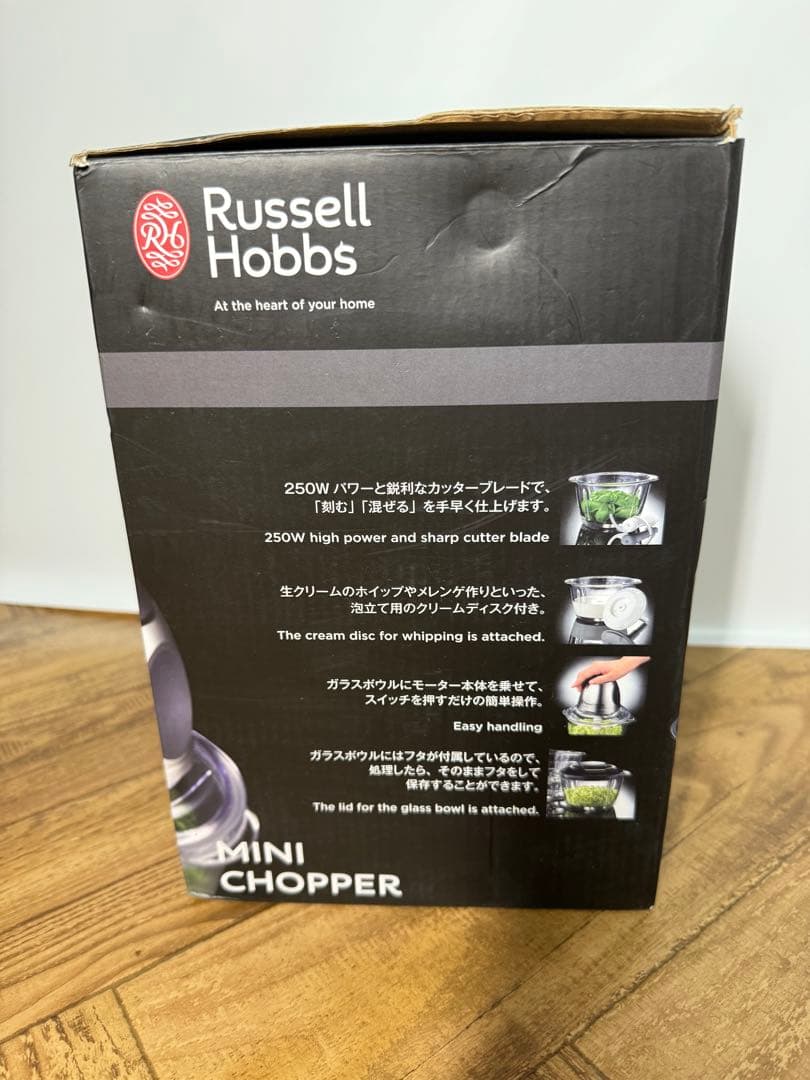 RH
Russell
Hobbs
At the heart of your home
250W パワーと鋭利なカッターブレードで、
「刻む」「混ぜる」を手早く仕上げます。
250W high power and sharp cutter blade
生クリームのホイップやメレンゲ作りといった、
泡立て用のクリームディスク付き。
The cream disc for whipping is attached.
ガラスボウルにモーター本体を乗せて、
スイッチを押すだけの簡単操作。
Easy handling
ガラスボウルにはフタが付属しているので、
処理したら、そのままフタをして
保存することができます。
The lid for the glass bowl is attached.
MINI
CHOPPER